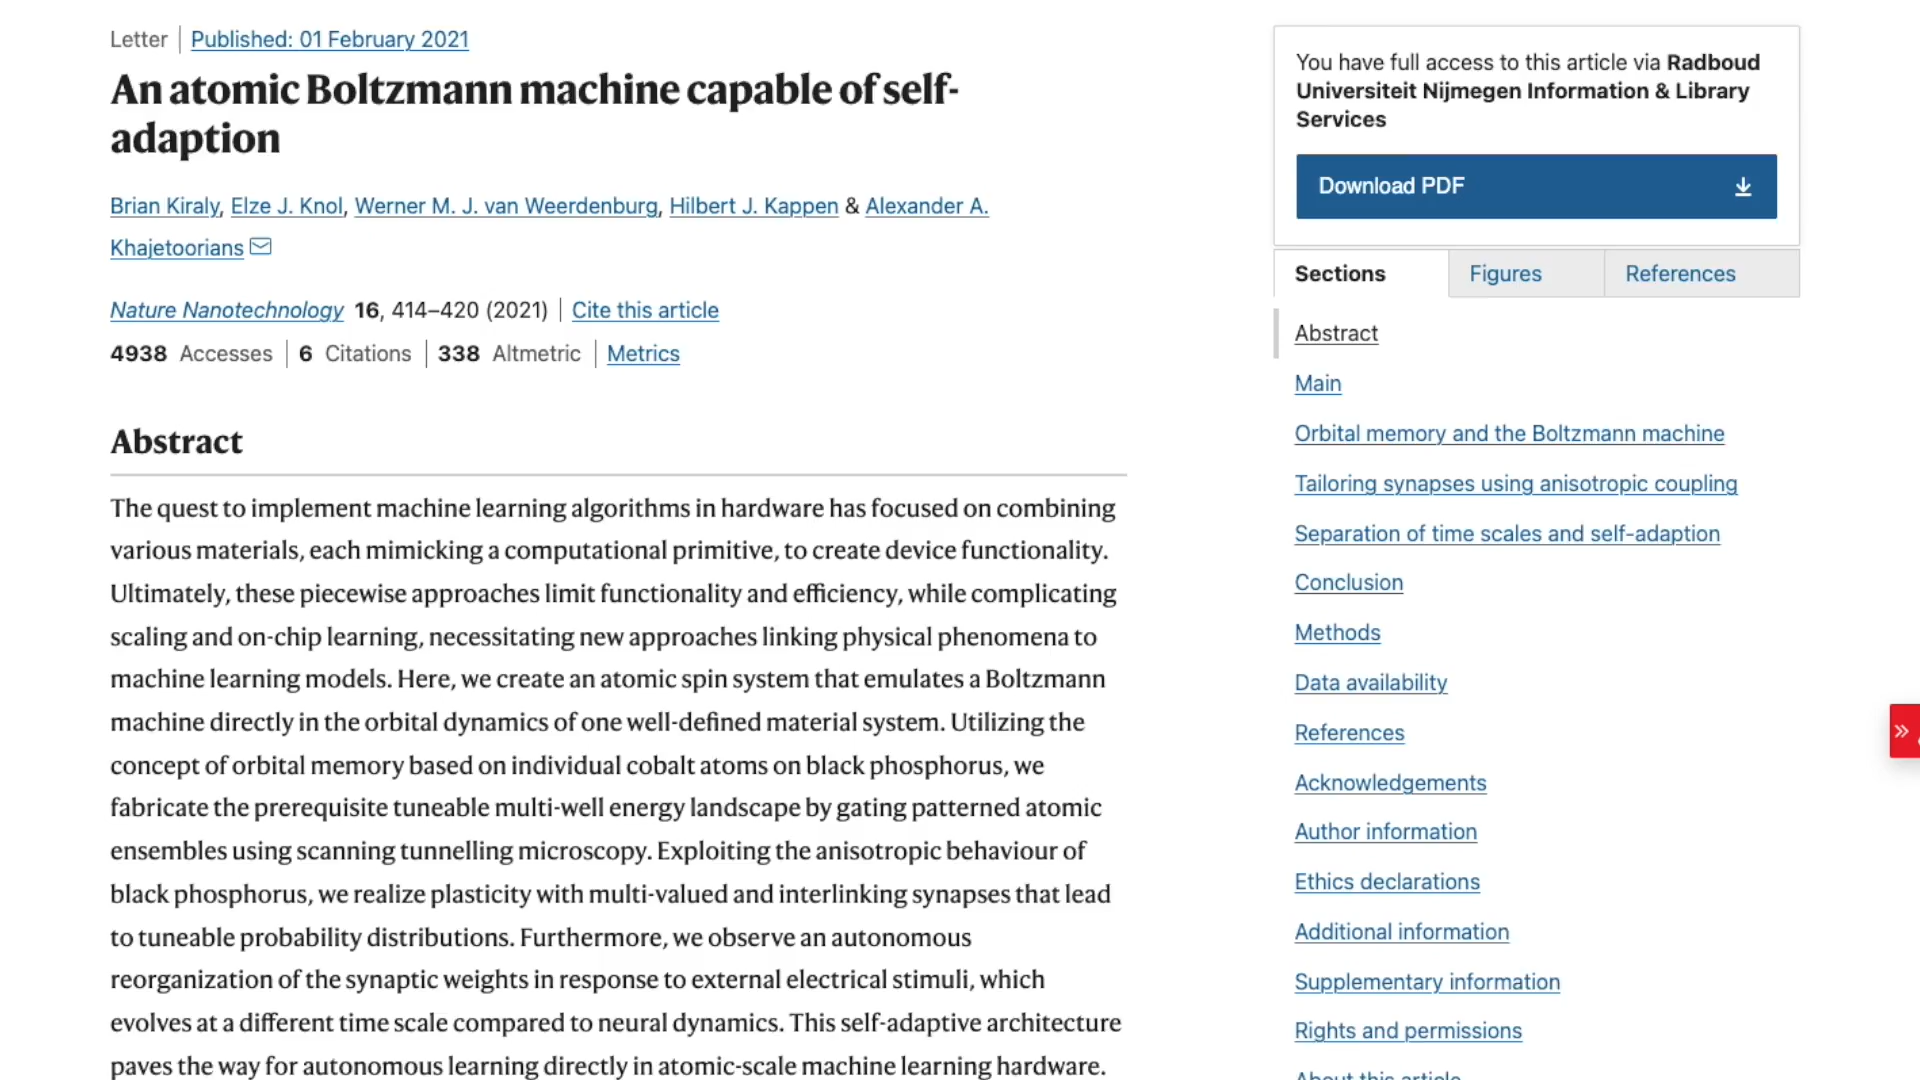 Letter | Published: 01 February 2021
An atomic Boltzmann machine capable of self-
adaption
Brian Kiraly, Elze J. Knol, Werner M. J. van Weerdenburg, Hilbert J. Kappen & Alexander A.
Khajetoorians
Nature Nanotechnology 16, 414–420 (2021) | Cite this article
4938 Accesses | 6 Citations | 338 Altmetric | Metrics
Abstract
The quest to implement machine learning algorithms in hardware has focused on combining
various materials, each mimicking a computational primitive, to create device functionality.
Ultimately, these piecewise approaches limit functionality and efficiency, while complicating
scaling and on-chip learning, necessitating new approaches linking physical phenomena to
machine learning models. Here, we create an atomic spin system that emulates a Boltzmann
machine directly in the orbital dynamics of one well-defined material system. Utilizing the
concept of orbital memory based on individual cobalt atoms on black phosphorus, we
fabricate the prerequisite tuneable multi-well energy landscape by gating patterned atomic
ensembles using scanning tunnelling microscopy. Exploiting the anisotropic behaviour of
black phosphorus, we realize plasticity with multi-valued and interlinking synapses that lead
to tuneable probability distributions. Furthermore, we observe an autonomous
reorganization of the synaptic weights in response to external electrical stimuli, which
evolves at a different time scale compared to neural dynamics. This self-adaptive architecture
paves the way for autonomous learning directly in atomic-scale machine learning hardware.
You have full access to this article via Radboud
Universiteit Nijmegen Information & Library
Services
Download PDF
Sections
Figures
References
Abstract
Main
Orbital memory and the Boltzmann machine
Tailoring synapses using anisotropic coupling
Separation of time scales and self-adaption
Conclusion
Methods
Data availability
References
Acknowledgements
Author information
Ethics declarations
Additional information
Supplementary information
Rights and permissions
About this article